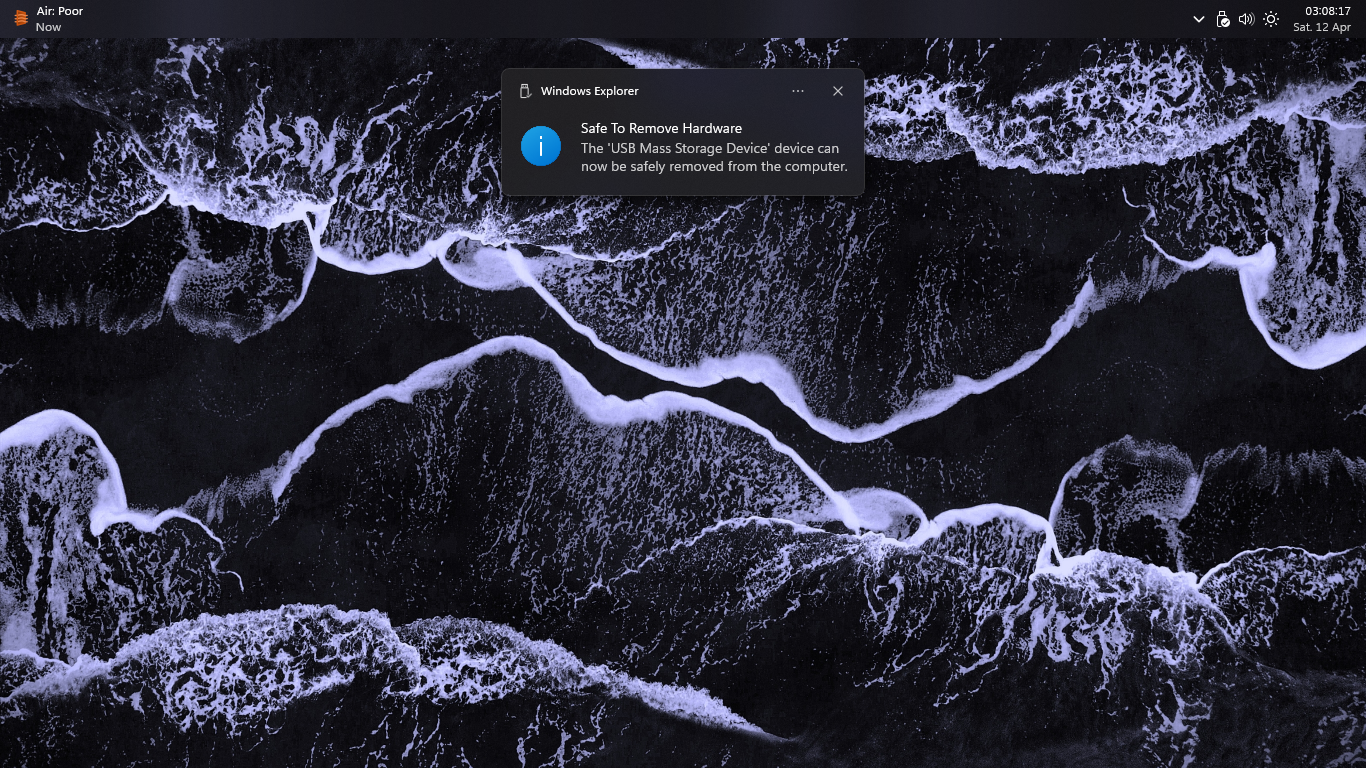 Air: Poor
Now
03:08:17
Sat. 12 Apr
Windows Explorer
Safe To Remove Hardware
The 'USB Mass Storage Device' device can
now be safely removed from the computer.